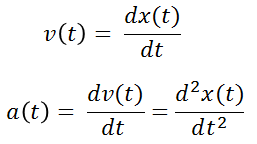 v(t) = dx(t)/dt
a(t) = dv(t)/dt = d²x(t)/dt²